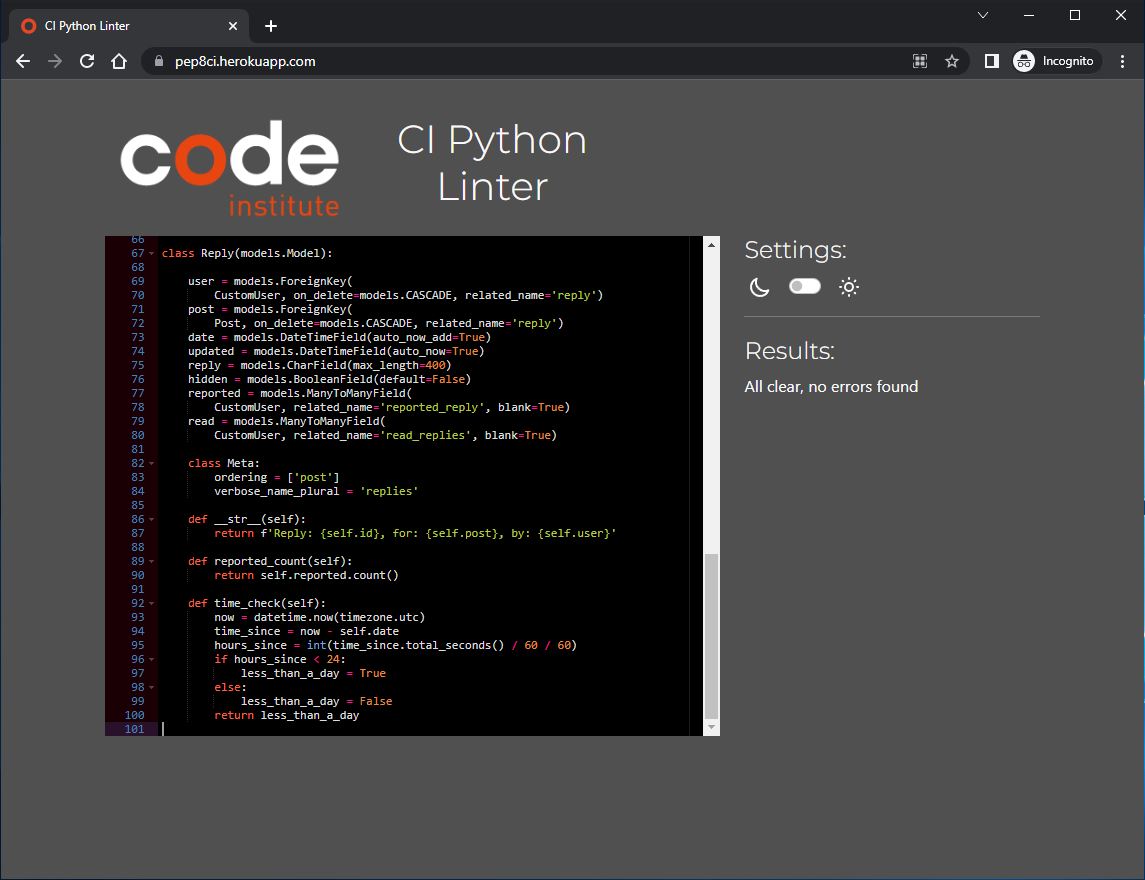 CI Python Linter
pep8ci.herokuapp.com
Incognito
code
institute
CI Python
Linter
66
67 class Reply(models.Model):
68
69     user = models.ForeignKey(
70         CustomUser, on_delete=models.CASCADE, related_name='reply')
71     post = models.ForeignKey(
72         Post, on_delete=models.CASCADE, related_name='reply')
73     date = models.DateTimeField(auto_now_add=True)
74     updated = models.DateTimeField(auto_now=True)
75     reply = models.CharField(max_length=400)
76     hidden = models.BooleanField(default=False)
77     reported = models.ManyToManyField(
78         CustomUser, related_name='reported_reply', blank=True)
79     read = models.ManyToManyField(
80         CustomUser, related_name='read_replies', blank=True)
81
82     class Meta:
83         ordering = ['post']
84         verbose_name_plural = 'replies'
85
86     def __str__(self):
87         return f'Reply: {self.id}, for: {self.post}, by: {self.user}'
88
89     def reported_count(self):
90         return self.reported.count()
91
92     def time_check(self):
93         now = datetime.now(timezone.utc)
94         time_since = now - self.date
95         hours_since = int(time_since.total_seconds() / 60 / 60)
96         if hours_since < 24:
97             less_than_a_day = True
98         else:
99             less_than_a_day = False
100         return less_than_a_day
101
Settings:
Results:
All clear, no errors found